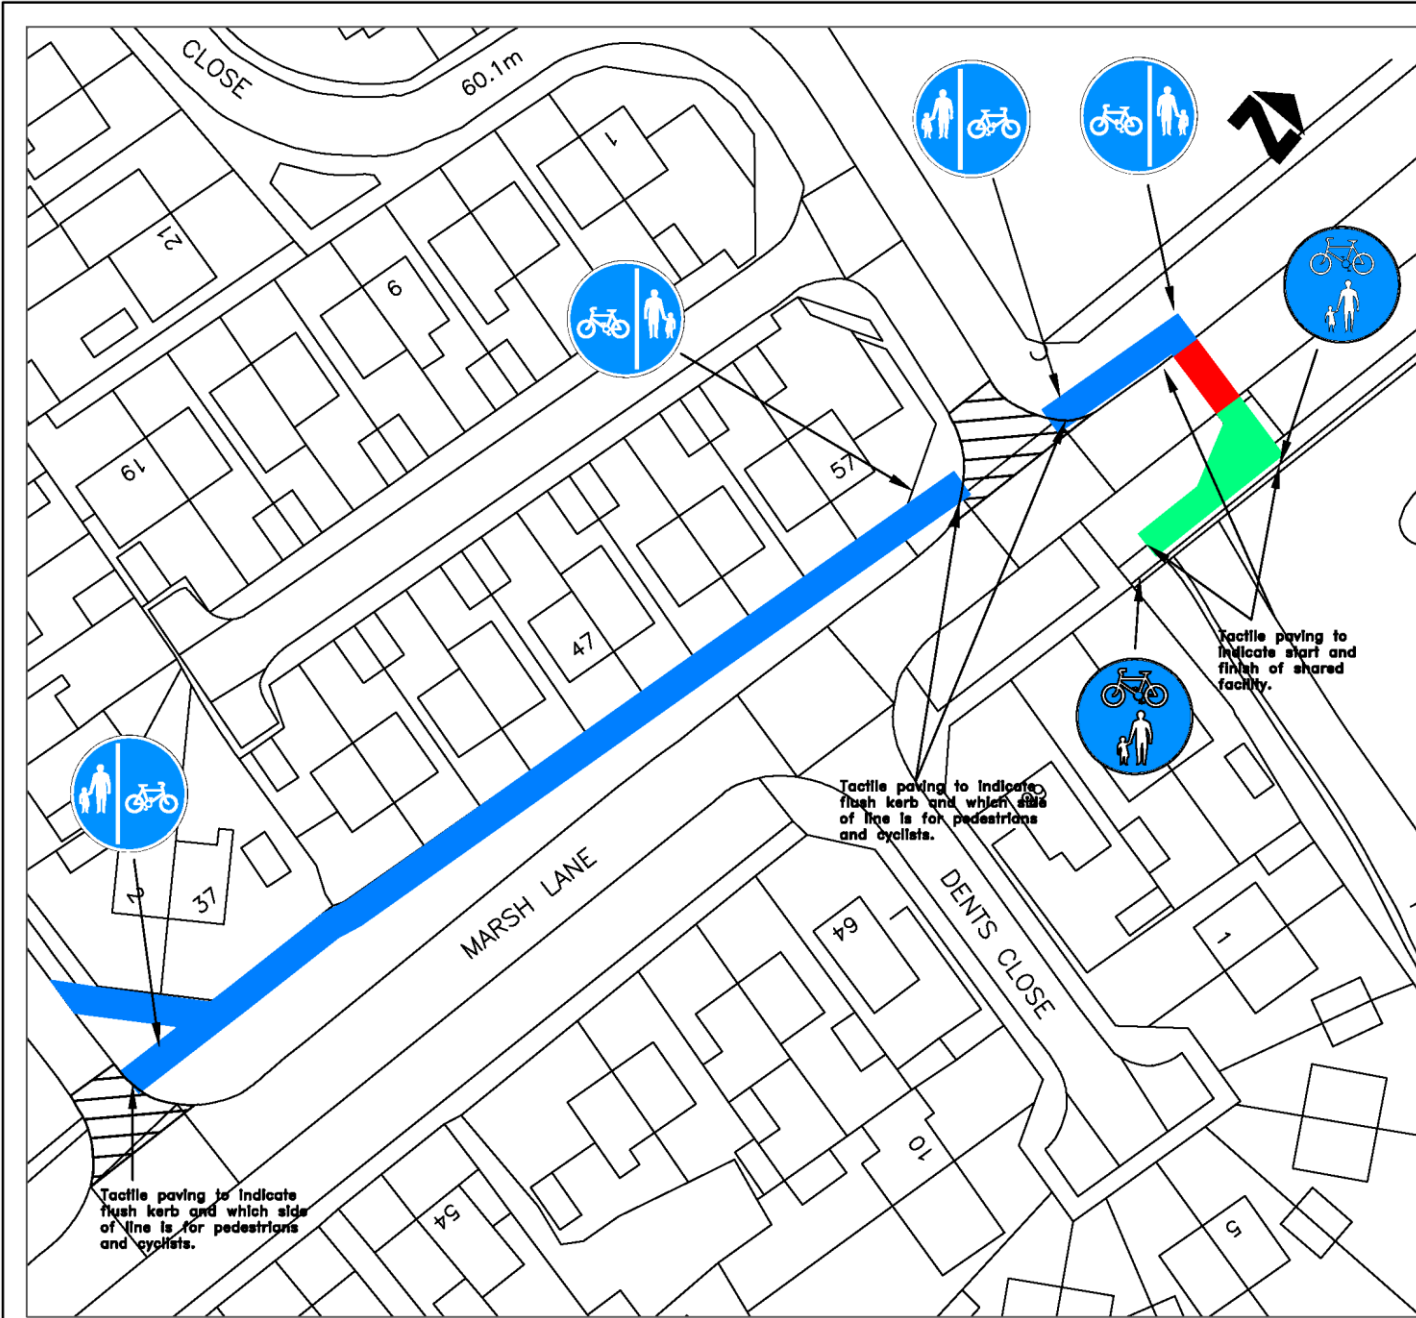 CLOSE
60.1m
1
21
9
N
19
57
47
Tactile paving to
indicate start and
finish of shared
facility.
Tactile paving to indicate
flush kerb and which side
of line is for pedestrians
and cyclists.
2
37
MARSH LANE
DENTS CLOSE
64
1
10
54
5
Tactile paving to indicate
flush kerb and which side
of line is for pedestrians
and cyclists.